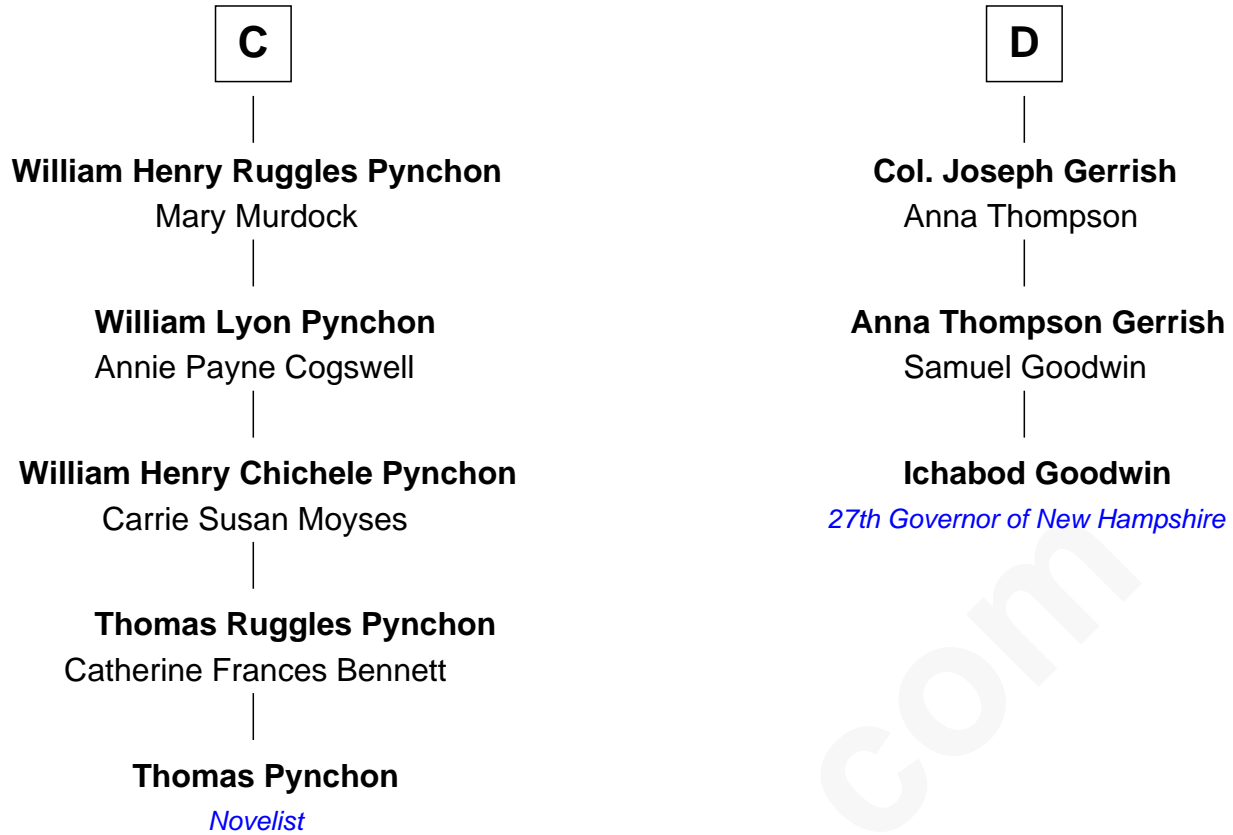 C
William Henry Ruggles Pynchon
Mary Murdock
William Lyon Pynchon
Annie Payne Cogswell
William Henry Chichele Pynchon
Carrie Susan Moyses
Thomas Ruggles Pynchon
Catherine Frances Bennett
Thomas Pynchon
Novelist
D
Col. Joseph Gerrish
Anna Thompson
Anna Thompson Gerrish
Samuel Goodwin
Ichabod Goodwin
27th Governor of New Hampshire
com